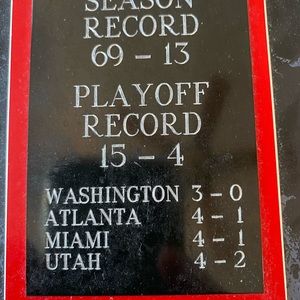 SEASON
RECORD
69 – 13
PLAYOFF
RECORD
15 – 4
WASHINGTON 3 – 0
ATLANTA 4 – 1
MIAMI 4 – 1
UTAH 4 – 2